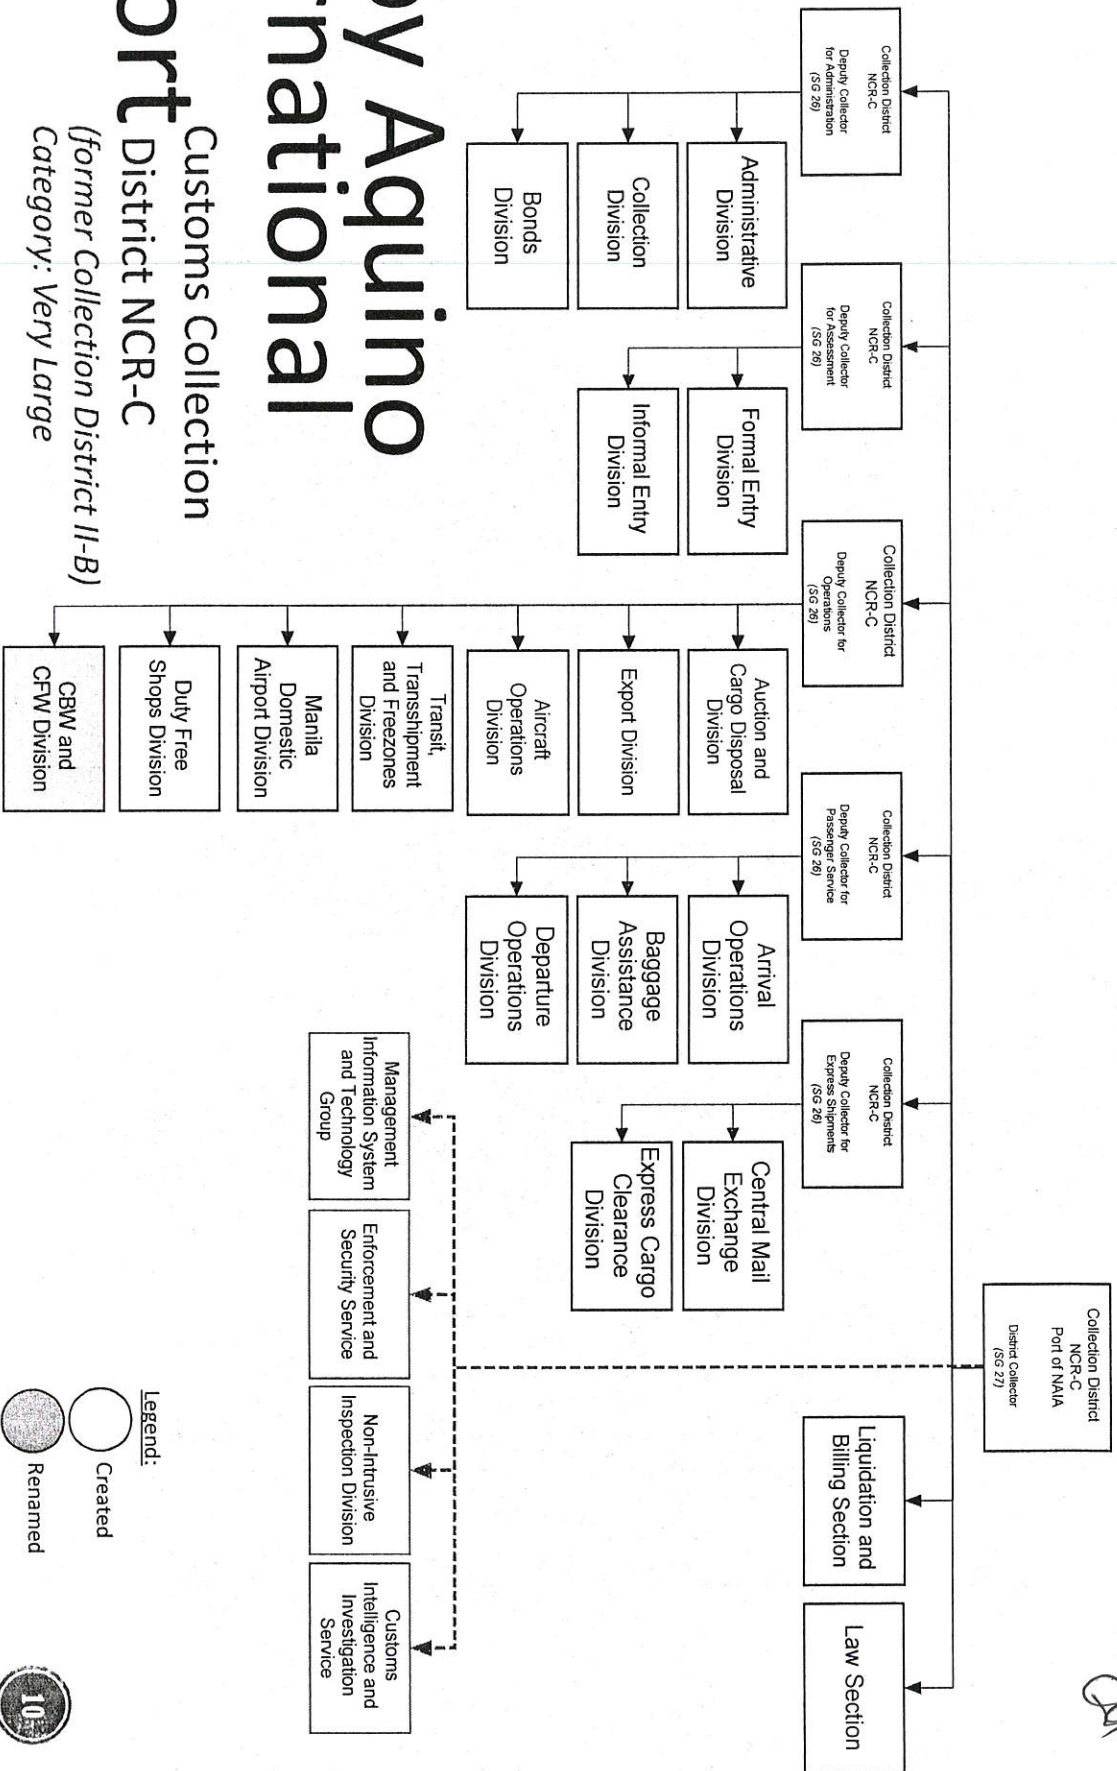 Collection District
NCR-C
Port of NAIA
District Collector
(SG 27)
Collection District
NCR-C
Deputy Collector
for Administration
(SG 26)
Administrative
Division
Collection
Division
Bonds
Division
Collection District
NCR-C
Deputy Collector
for Assessment
(SG 26)
Formal Entry
Division
Informal Entry
Division
Collection District
NCR-C
Deputy Collector for
Operations
(SG 26)
Auction and
Cargo Disposal
Division
Export Division
Aircraft
Operations
Division
Transit,
Transshipment
and Freezones
Division
Manila
Domestic
Airport Division
Duty Free
Shops Division
CBW and
CFW Division
Collection District
NCR-C
Deputy Collector for
Passenger Service
(SG 26)
Arrival
Operations
Division
Baggage
Assistance
Division
Departure
Operations
Division
Collection District
NCR-C
Deputy Collector for
Express Shipments
(SG 26)
Central Mail
Exchange
Division
Express Cargo
Clearance
Division
Liquidation and
Billing Section
Law Section
Management
Information System
and Technology
Group
Enforcement and
Security Service
Non-Intrusive
Inspection Division
Customs
Intelligence and
Investigation
Service
oy Aquino
rnational
ort
Customs Collection
District NCR-C
(former Collection District II-B)
Category: Very Large
Legend:
Created
Renamed
10